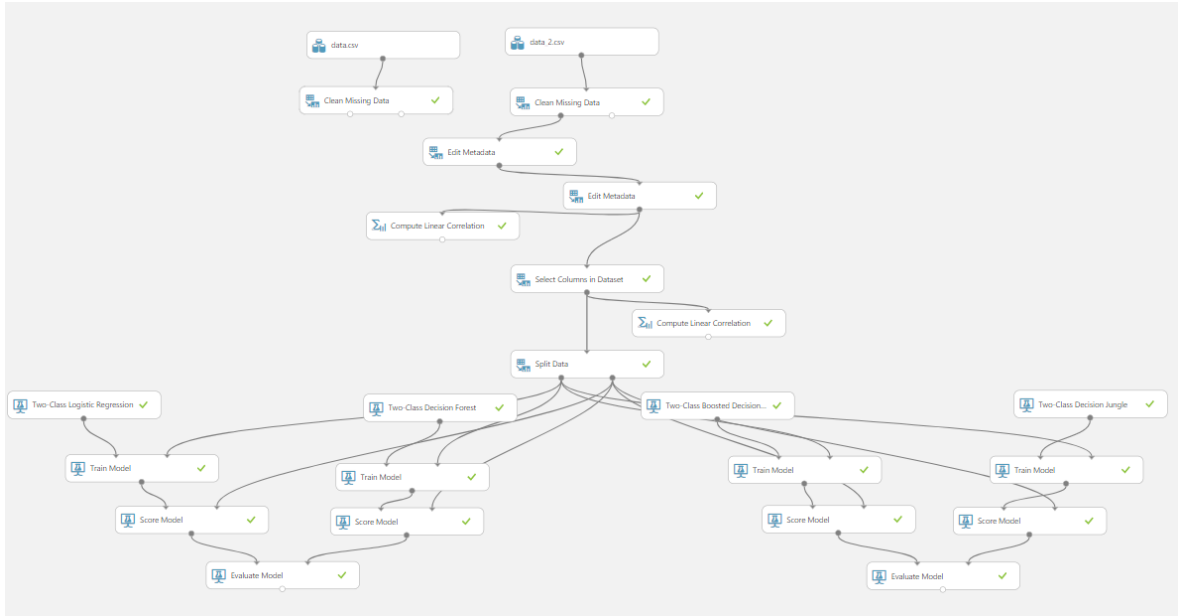 data.csv
data_2.csv
Clean Missing Data
Clean Missing Data
Edit Metadata
Edit Metadata
Compute Linear Correlation
Select Columns in Dataset
Compute Linear Correlation
Split Data
Two-Class Logistic Regression
Two-Class Decision Forest
Two-Class Boosted Decision...
Two-Class Decision Jungle
Train Model
Train Model
Train Model
Train Model
Score Model
Score Model
Score Model
Score Model
Evaluate Model
Evaluate Model